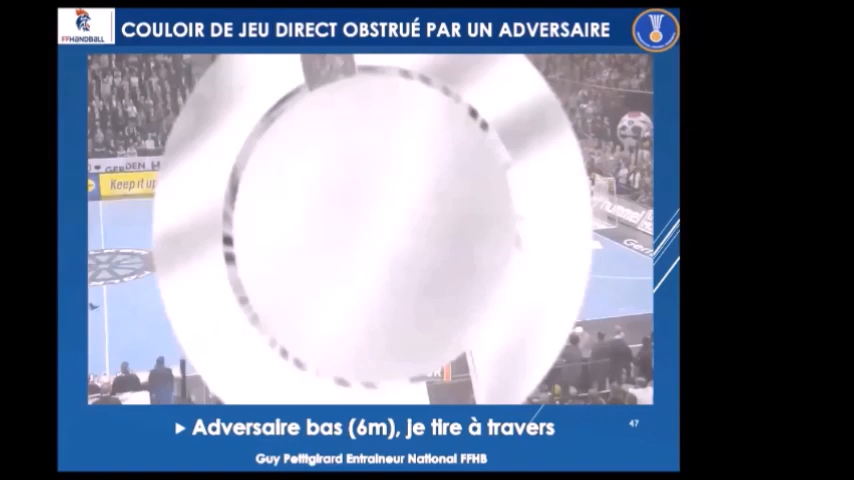 FFHANDBALL
COULOIR DE JEU DIRECT OBSTRUÉ PAR UN ADVERSAIRE
Keep it up
hummel
Adversaire bas (6m), je tire à travers
47
Guy Petitgirard Entraineur National FFHB